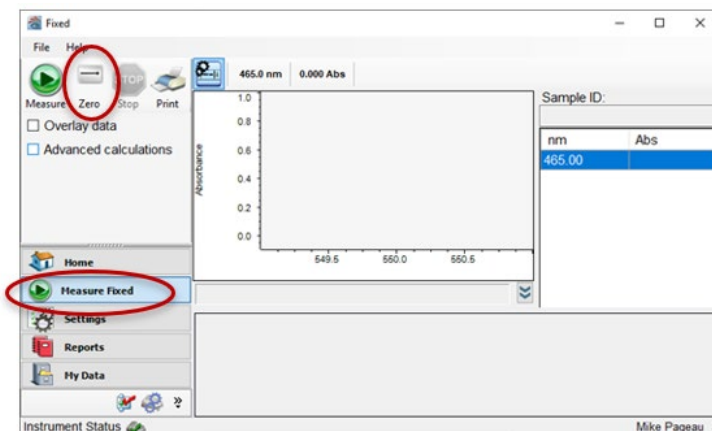 Fixed
File Help
Measure Zero Stop Print
STOP
465.0 nm 0.000 Abs
Overlay data
Advanced calculations
Absorbance
1.0
0.8
0.6
0.4
0.2
0.0
549.5 550.0 550.5
Sample ID:
nm Abs
465.00
Home
Measure Fixed
Settings
Reports
My Data
Instrument Status
Mike Pageau